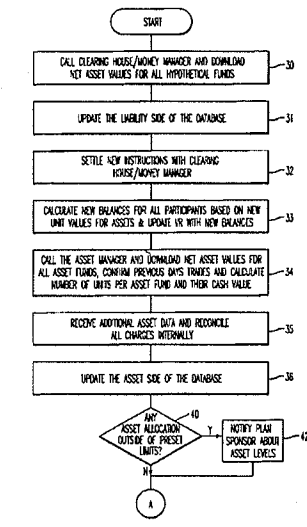 START
CALL CLEARING HOUSE/MONEY MANAGER AND DOWNLOAD
NET ASSET VALUES FOR ALL HYPOTHETICAL FUNDS
30
UPDATE THE LIABILITY SIDE OF THE DATABASE
31
SETTLE NEW INSTRUCTIONS WITH CLEARING
HOUSE/MONEY MANAGER
32
CALCULATE NEW BALANCES FOR ALL PARTICIPANTS BASED ON NEW
UNIT VALUES FOR ASSETS & UPDATE VR WITH NEW BALANCES
33
CALL THE ASSET MANAGER AND DOWNLOAD NET ASSET VALUES FOR
ALL ASSET FUNDS, CONFIRM PREVIOUS DAYS TRADES AND CALCULATE
NUMBER OF UNITS PER ASSET FUND AND THEIR CASH VALUE
34
RECEIVE ADDITIONAL ASSET DATA AND RECONCILE
ALL CHARGES INTERNALLY
35
UPDATE THE ASSET SIDE OF THE DATABASE
36
ANY
ASSET ALLOCATION
OUTSIDE OF PRESET
LIMITS?
40
Y
NOTIFY PLAN
SPONSOR ABOUT
ASSET LEVELS
42
N
A